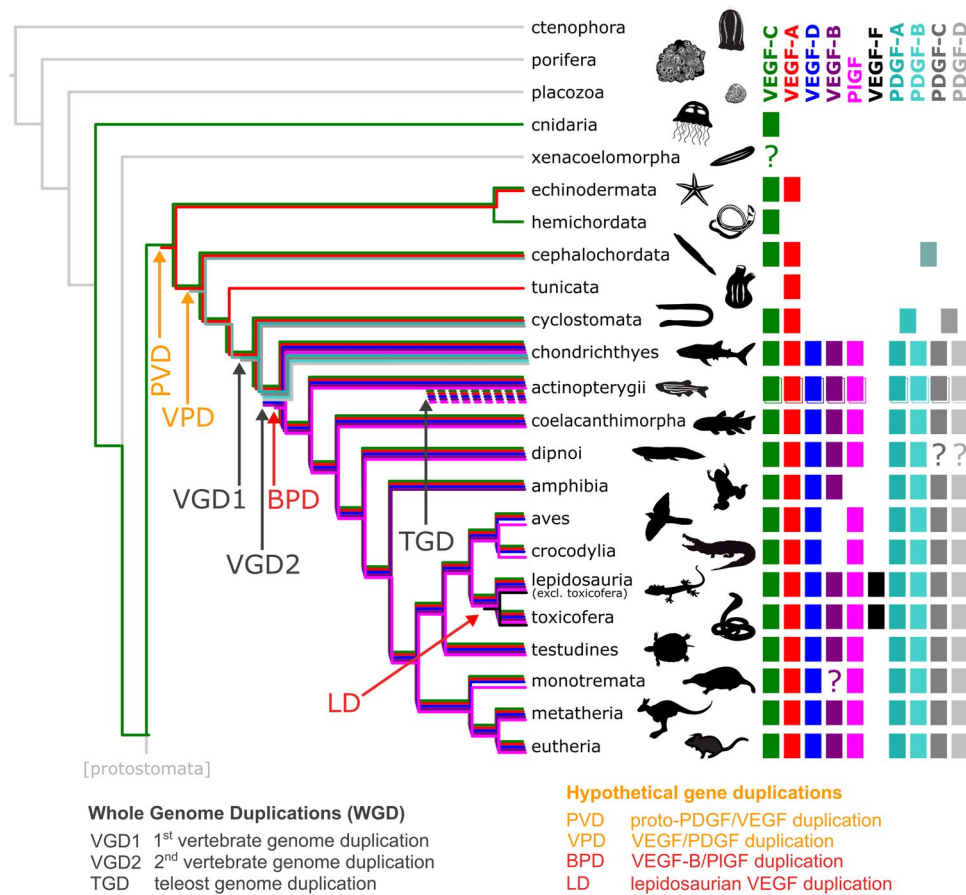 ctenophora
porifera
placozoa
cnidaria
xenacoelomorpha
echinodermata
hemichordata
cephalochordata
tunicata
cyclostomata
chondrichthyes
actinopterygii
coelacanthimorpha
dipnoi
amphibia
aves
crocodylia
lepidosauria
(excl. toxicofera)
toxicofera
testudines
monotremata
metatheria
eutheria
VEGF-C
VEGF-A
VEGF-D
VEGF-B
PlGF
VEGF-F
PDGF-A
PDGF-B
PDGF-C
PDGF-D
?
? ?
?
PVD
VPD
VGD1
VGD2
BPD
TGD
LD
[protostomata]
Whole Genome Duplications (WGD)
VGD1 1st vertebrate genome duplication
VGD2 2nd vertebrate genome duplication
TGD teleost genome duplication
Hypothetical gene duplications
PVD proto-PDGF/VEGF duplication
VPD VEGF/PDGF duplication
BPD VEGF-B/PlGF duplication
LD lepidosaurian VEGF duplication